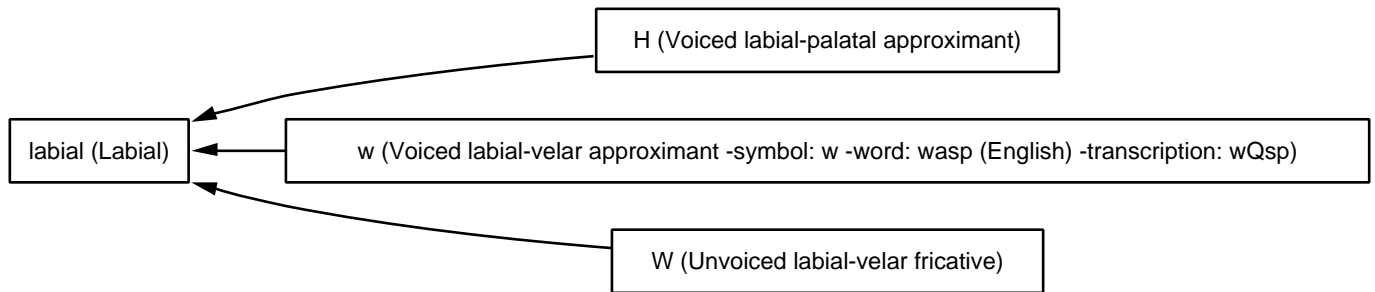 H (Voiced labial-palatal approximant)
labial (Labial)
w (Voiced labial-velar approximant -symbol: w -word: wasp (English) -transcription: wQsp)
W (Unvoiced labial-velar fricative)